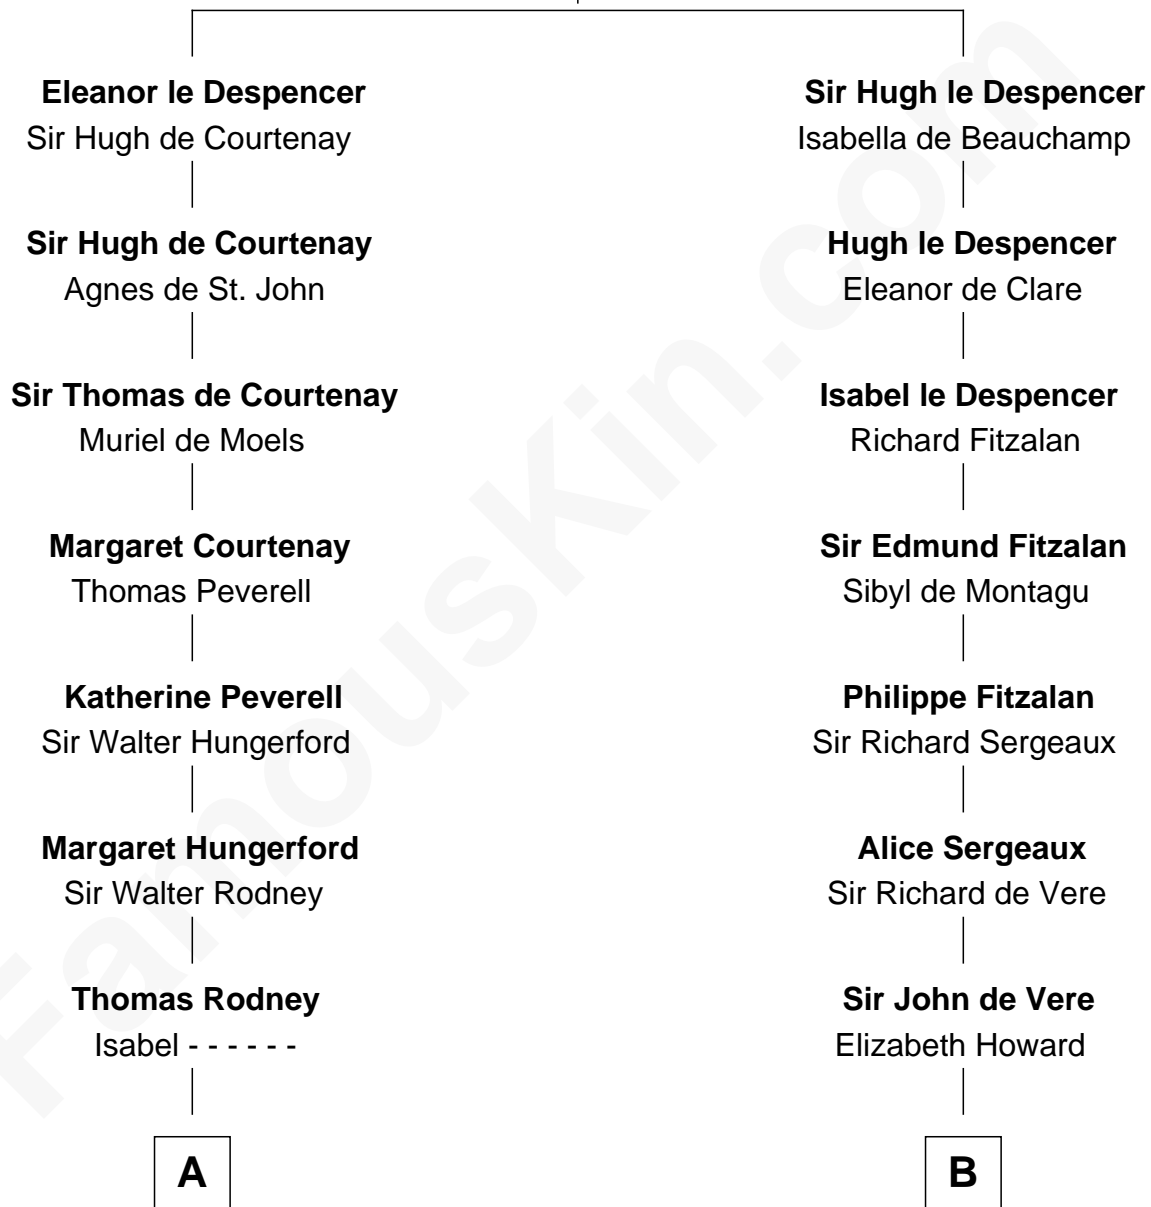 Eleanor le Despencer
Sir Hugh de Courtenay
Sir Hugh de Courtenay
Agnes de St. John
Sir Thomas de Courtenay
Muriel de Moels
Margaret Courtenay
Thomas Peverell
Katherine Peverell
Sir Walter Hungerford
Margaret Hungerford
Sir Walter Rodney
Thomas Rodney
Isabel - - - - - -
A
Sir Hugh le Despencer
Isabella de Beauchamp
Hugh le Despencer
Eleanor de Clare
Isabel le Despencer
Richard Fitzalan
Sir Edmund Fitzalan
Sibyl de Montagu
Philippe Fitzalan
Sir Richard Sergeaux
Alice Sergeaux
Sir Richard de Vere
Sir John de Vere
Elizabeth Howard
B
FamousKin.com